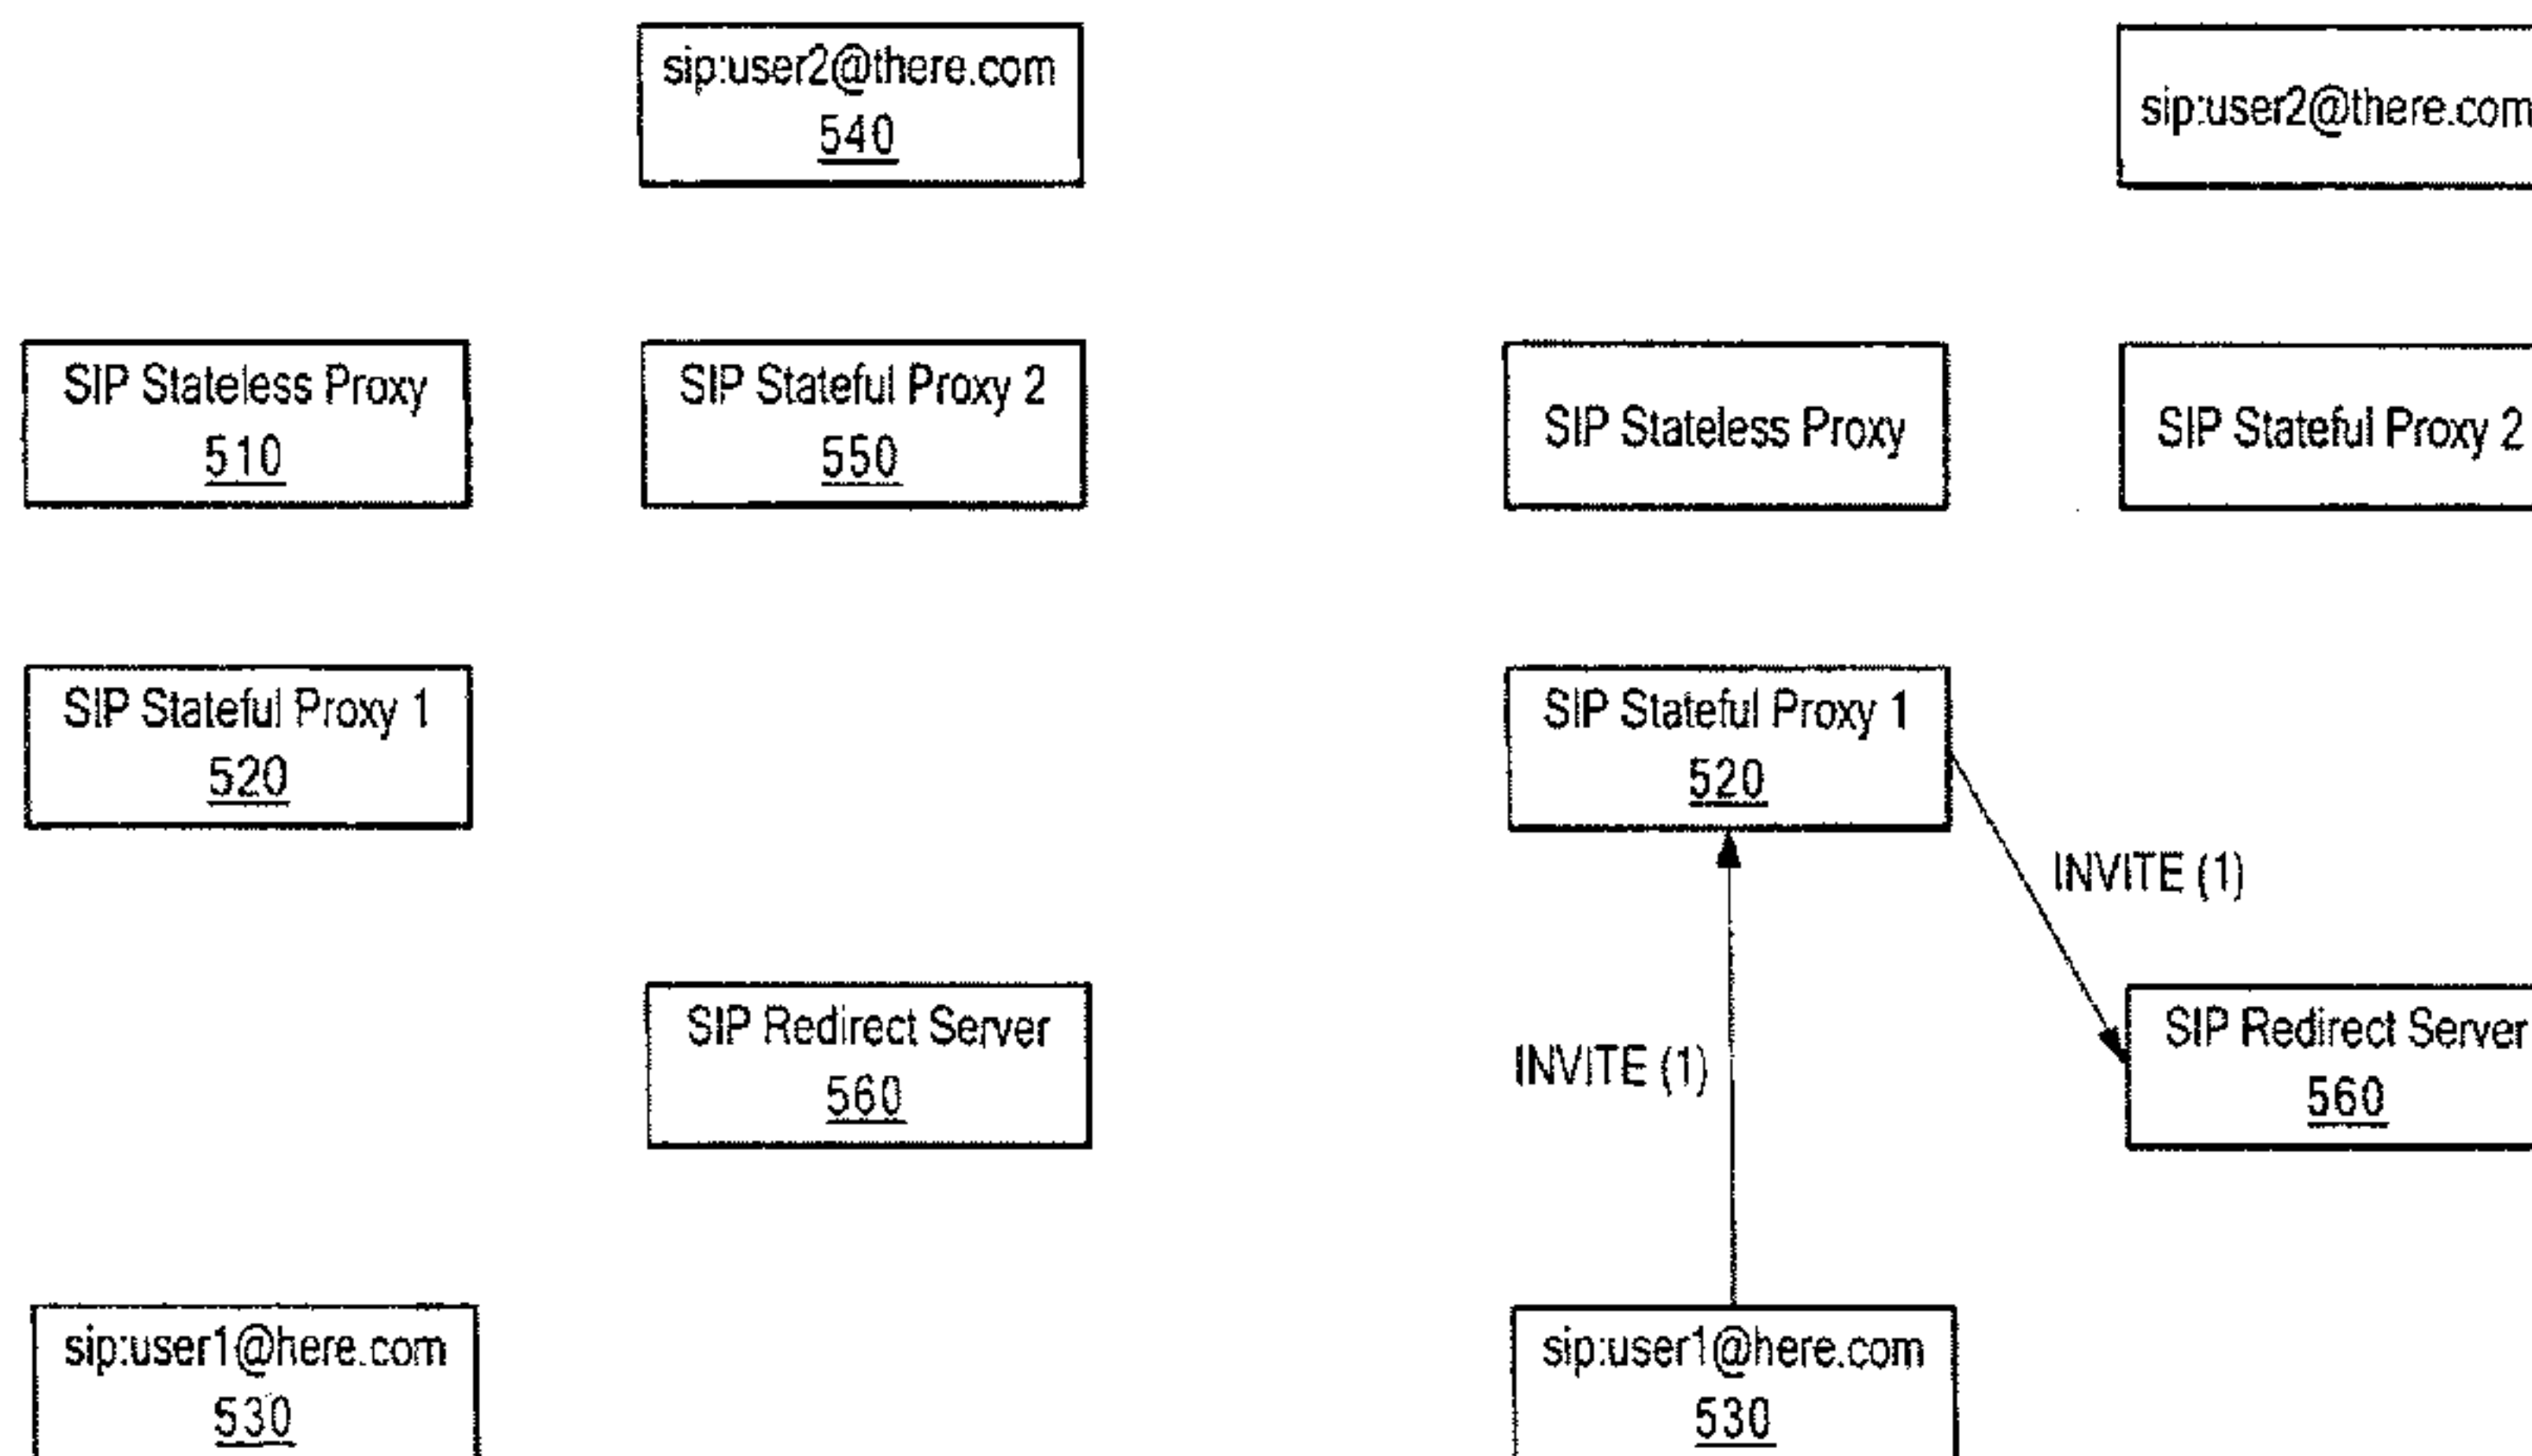 sip:user2@there.com
540
SIP Stateless Proxy
510
SIP Stateful Proxy 2
550
SIP Stateful Proxy 1
520
SIP Redirect Server
560
sip:user1@here.com
530
sip:user2@there.com
SIP Stateless Proxy
SIP Stateful Proxy 2
SIP Stateful Proxy 1
520
INVITE (1)
INVITE (1)
SIP Redirect Server
560
sip:user1@here.com
530